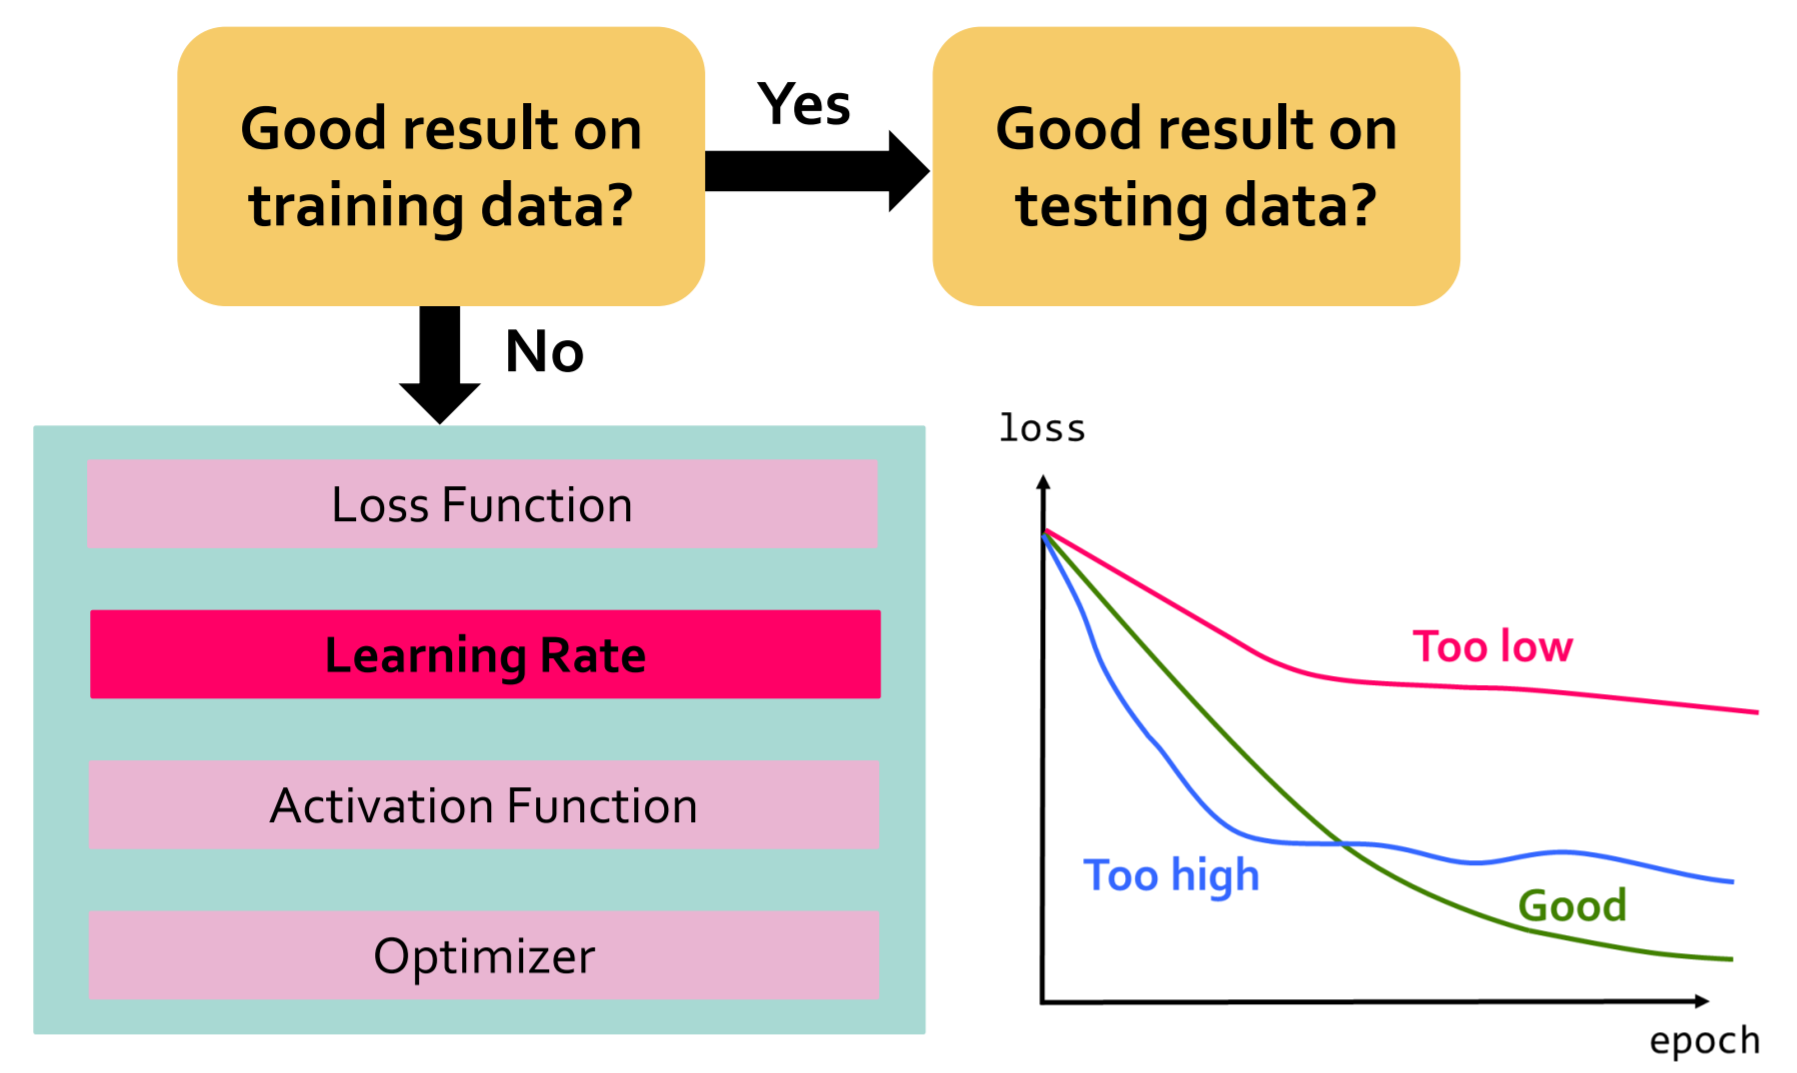 Good result on
training data?
Yes
Good result on
testing data?
No
Loss Function
Learning Rate
Activation Function
Optimizer
loss
Too low
Too high
Good
epoch